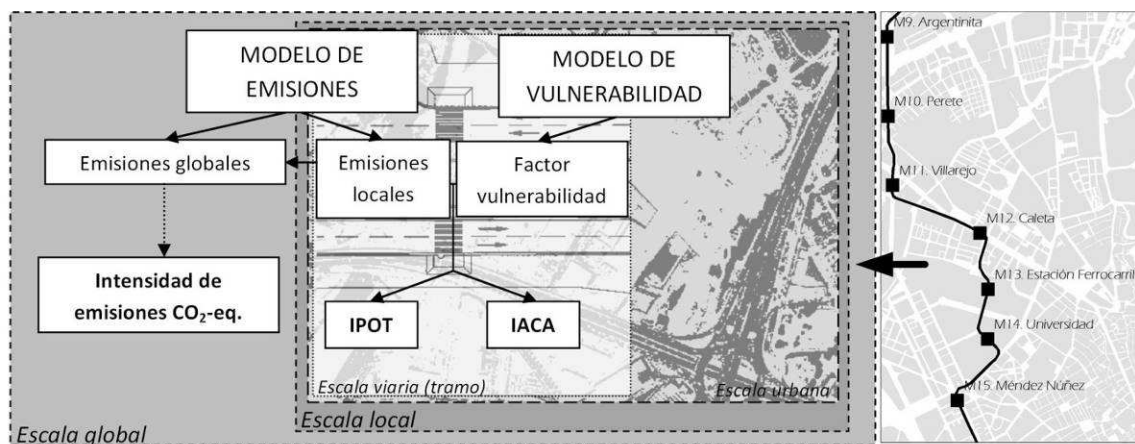 MODELO DE
EMISIONES
MODELO DE
VULNERABILIDAD
Emisiones globales
Emisiones
locales
Factor
vulnerabilidad
Intensidad de
emisiones CO₂-eq.
IPOT
IACA
Escala viaria (tramo)
Escala urbana
Escala local
Escala global
M9. Argentinita
M10. Perete
M11. Villarejo
M12. Caleta
M13. Estación Ferrocarril
M14. Universidad
M15. Méndez Núñez